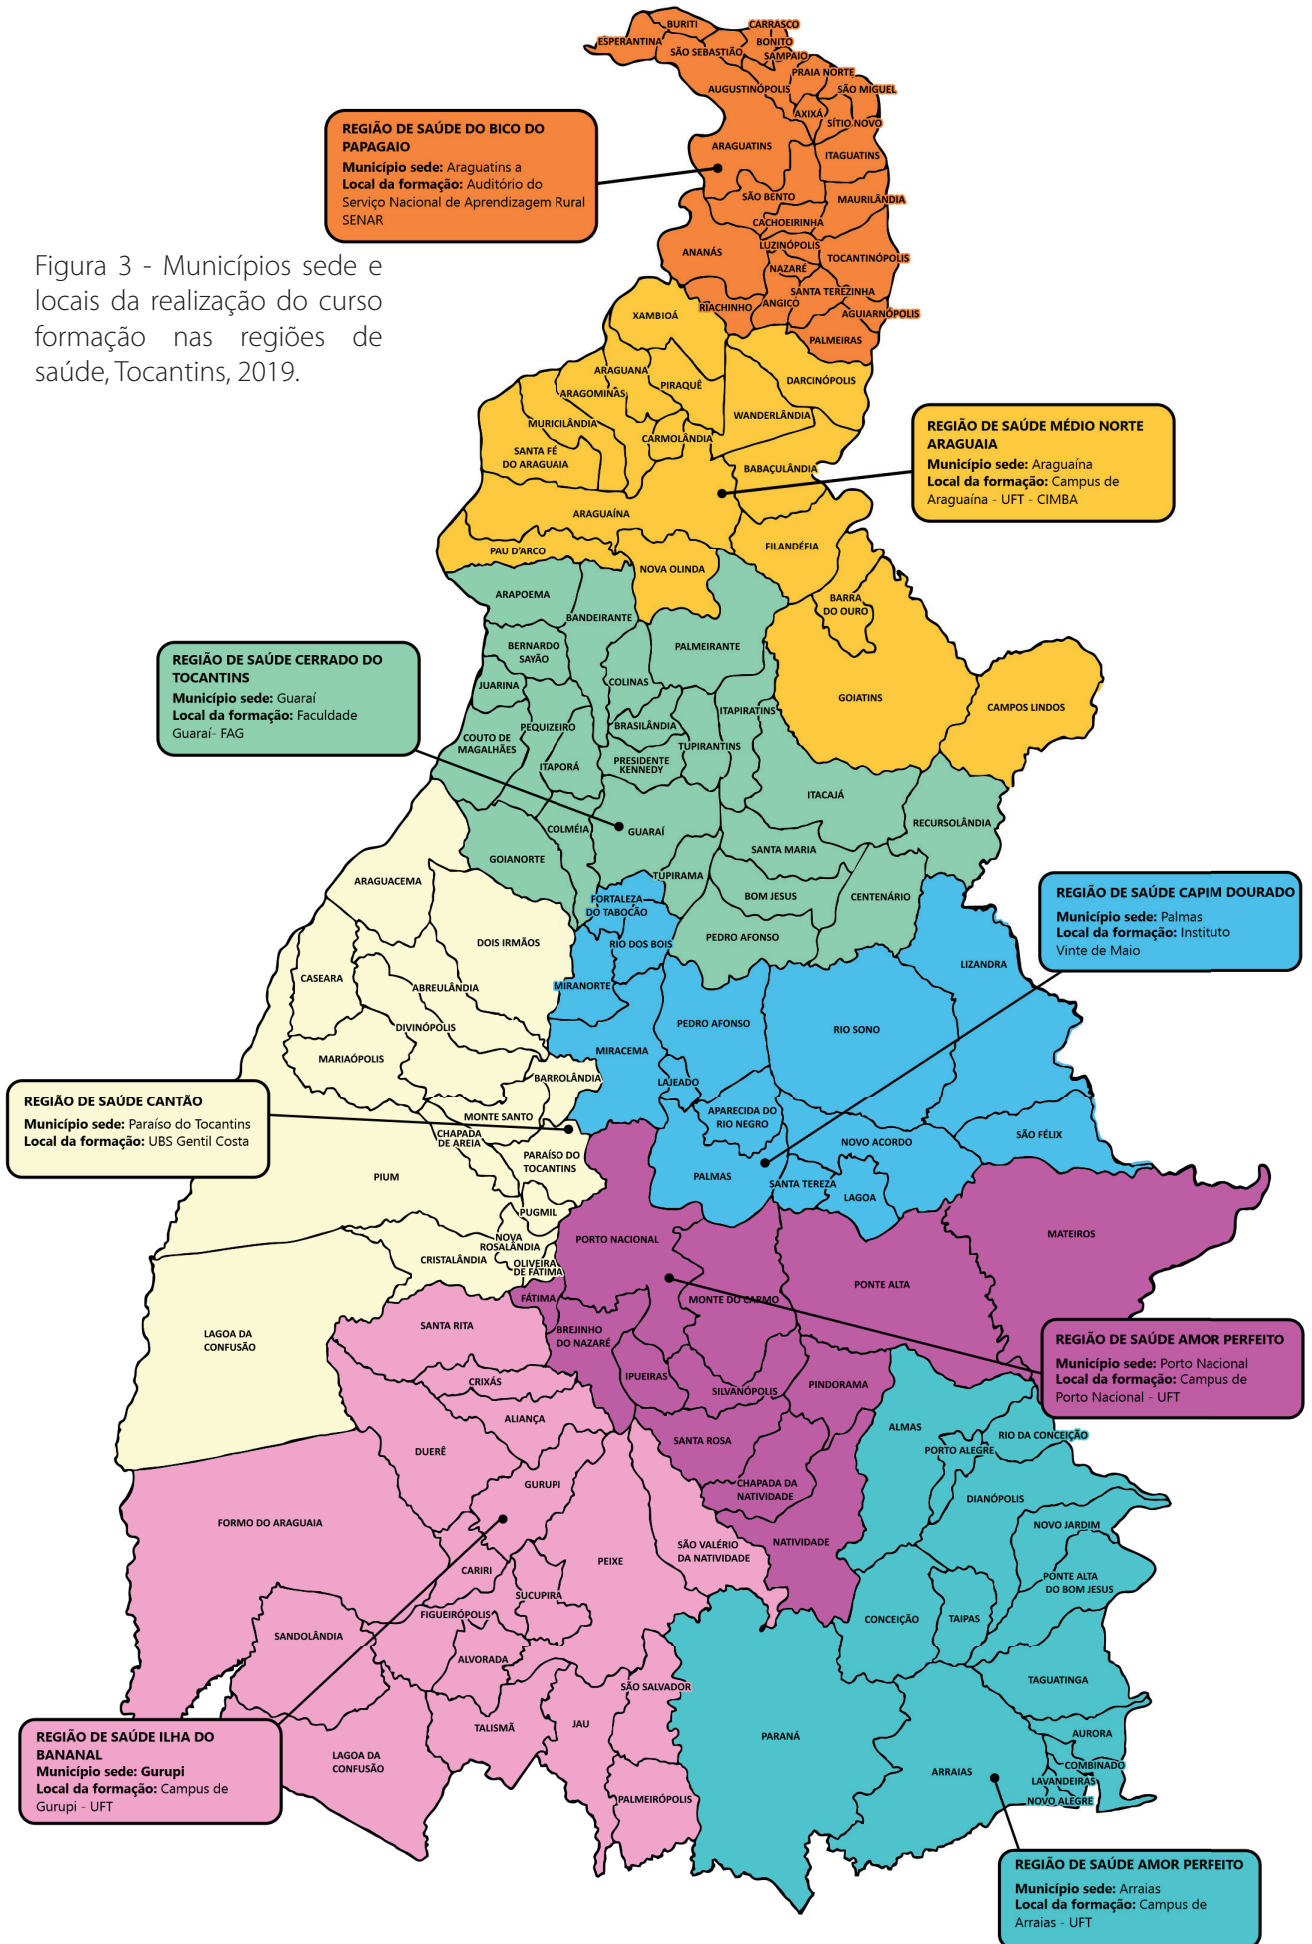 BURITI
CARRASCO
BONITO
ESPERANTINA
SÃO SEBASTIÃO
SAMPAIO
PRAIA NORTE
AUGUSTINÓPOLIS
SÃO MIGUEL
AXIXÁ
SÍTIO NOVO
REGIÃO DE SAÚDE DO BICO DO
PAPAGAIO
Município sede: Araguatins a
Local da formação: Auditório do
Serviço Nacional de Aprendizagem Rural
SENAR
ARAGUATINS
ITAGUATINS
SÃO BENTO
MAURILÂNDIA
CACHOEIRINHA
LUZINÓPOLIS
ANANÁS
TOCANTINÓPOLIS
NAZARÉ
SANTA TEREZINHA
RIACHINHO
ANGICÓ
AGUIARNÓPOLIS
PALMEIRAS
Figura 3 - Municípios sede e
locais da realização do curso
formação nas regiões de
saúde, Tocantins, 2019.
XAMBIOÁ
ARAGUANA
PIRAQUÊ
DARCINÓPOLIS
ARAGOMINÃS
WANDERLÂNDIA
MURICILÂNDIA
CARMOLÂNDIA
SANTA FÉ
DO ARAGUAIA
BABAÇULÂNDIA
REGIÃO DE SAÚDE MÉDIO NORTE
ARAGUAIA
Município sede: Araguaína
Local da formação: Campus de
Araguaína - UFT - CIMBA
ARAGUAÍNA
PAU D'ARCO
FILANDÉFIA
NOVA OLINDA
BARRA
DO OURO
GOIATINS
CAMPOS LINDOS
ARAPOEMA
BANDEIRANTE
BERNARDO
SAYÃO
PALMEIRANTE
REGIÃO DE SAÚDE CERRADO DO
TOCANTINS
Município sede: Guaraí
Local da formação: Faculdade
Guaraí- FAG
JUARINA
COLINAS
ITAPIRATINS
PEQUIZEIRO
BRASILÂNDIA
COUTO DE
MAGALHÃES
TUPIRANTINS
ITAPORÁ
PRESIDENTE
KENNEDY
ITACAJÁ
RECURSOLÂNDIA
COLMÉIA
GUARAÍ
GOIANORTE
SANTA MARIA
TUPIRAMA
BOM JESUS
CENTENÁRIO
PEDRO AFONSO
ARAGUACEMA
FORTALEZA
DO TABOCÃO
DOIS IRMÃOS
RIO DOS BOIS
REGIÃO DE SAÚDE CAPIM DOURADO
Município sede: Palmas
Local da formação: Instituto
Vinte de Maio
LIZANDRA
CASEARA
ABREULÂNDIA
MIRANORTE
DIVINÓPOLIS
PEDRO AFONSO
RIO SONO
MARIAÓPOLIS
MIRACEMA
BARROLÂNDIA
LAJEADO
REGIÃO DE SAÚDE CANTÃO
Município sede: Paraíso do Tocantins
Local da formação: UBS Gentil Costa
MONTE SANTO
APARECIDA DO
RIO NEGRO
CHAPADA
DE AREIA
NOVO ACORDO
SÃO FÉLIX
PARAÍSO DO
TOCANTINS
PIUM
PALMAS
SANTA TEREZA
LAGOA
PUGMIL
NOVA
ROSALÂNDIA
PORTO NACIONAL
MATEIROS
CRISTALÂNDIA
OLIVEIRA
DE FÁTIMA
PONTE ALTA
FÁTIMA
MONTE DO CARMO
LAGOA DA
CONFUSÃO
SANTA RITA
BREJINHO
DO NAZARÉ
REGIÃO DE SAÚDE AMOR PERFEITO
Município sede: Porto Nacional
Local da formação: Campus de
Porto Nacional - UFT
CRIXÁS
IPUEIRAS
SILVANÓPOLIS
PINDORAMA
ALIANÇA
ALMAS
RIO DA CONCEIÇÃO
SANTA ROSA
PORTO ALEGRE
DUERÊ
GURUPI
CHAPADA DA
NATIVIDADE
DIANÓPOLIS
FORMO DO ARAGUAIA
NOVO JARDIM
NATIVIDADE
SÃO VALÉRIO
DA NATIVIDADE
PEIXE
CARIRI
PONTE ALTA
DO BOM JESUS
SUCUPIRA
FIGUEIRÓPOLIS
CONCEIÇÃO
TAIPAS
SANDOLÂNDIA
ALVORADA
TAGUATINGA
SÃO SALVADOR
TALISMÃ
JAU
PARANÁ
AURORA
REGIÃO DE SAÚDE ILHA DO
BANANAL
Município sede: Gurupi
Local da formação: Campus de
Gurupi - UFT
LAGOA DA
CONFUSÃO
COMBINADO
ARRAIAS
LAVANDEIRAS
PALMEIRÓPOLIS
NOVO ALEGRE
REGIÃO DE SAÚDE AMOR PERFEITO
Município sede: Arraias
Local da formação: Campus de
Arraias - UFT